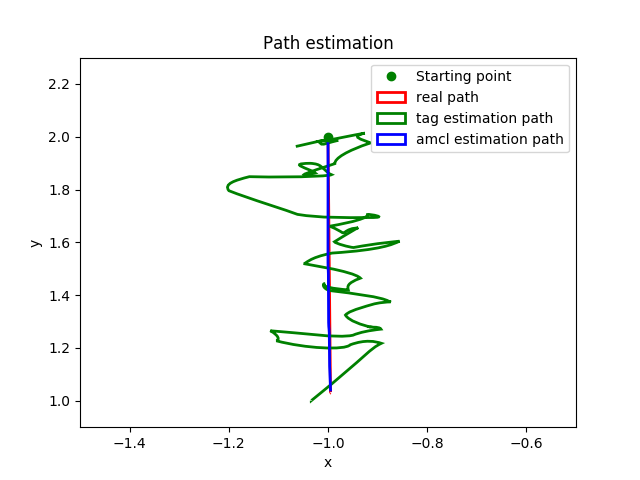 Path estimation
Starting point
real path
tag estimation path
amcl estimation path
2.2
2.0
1.8
1.6
1.4
1.2
1.0
y
−1.4
−1.2
−1.0
−0.8
−0.6
x